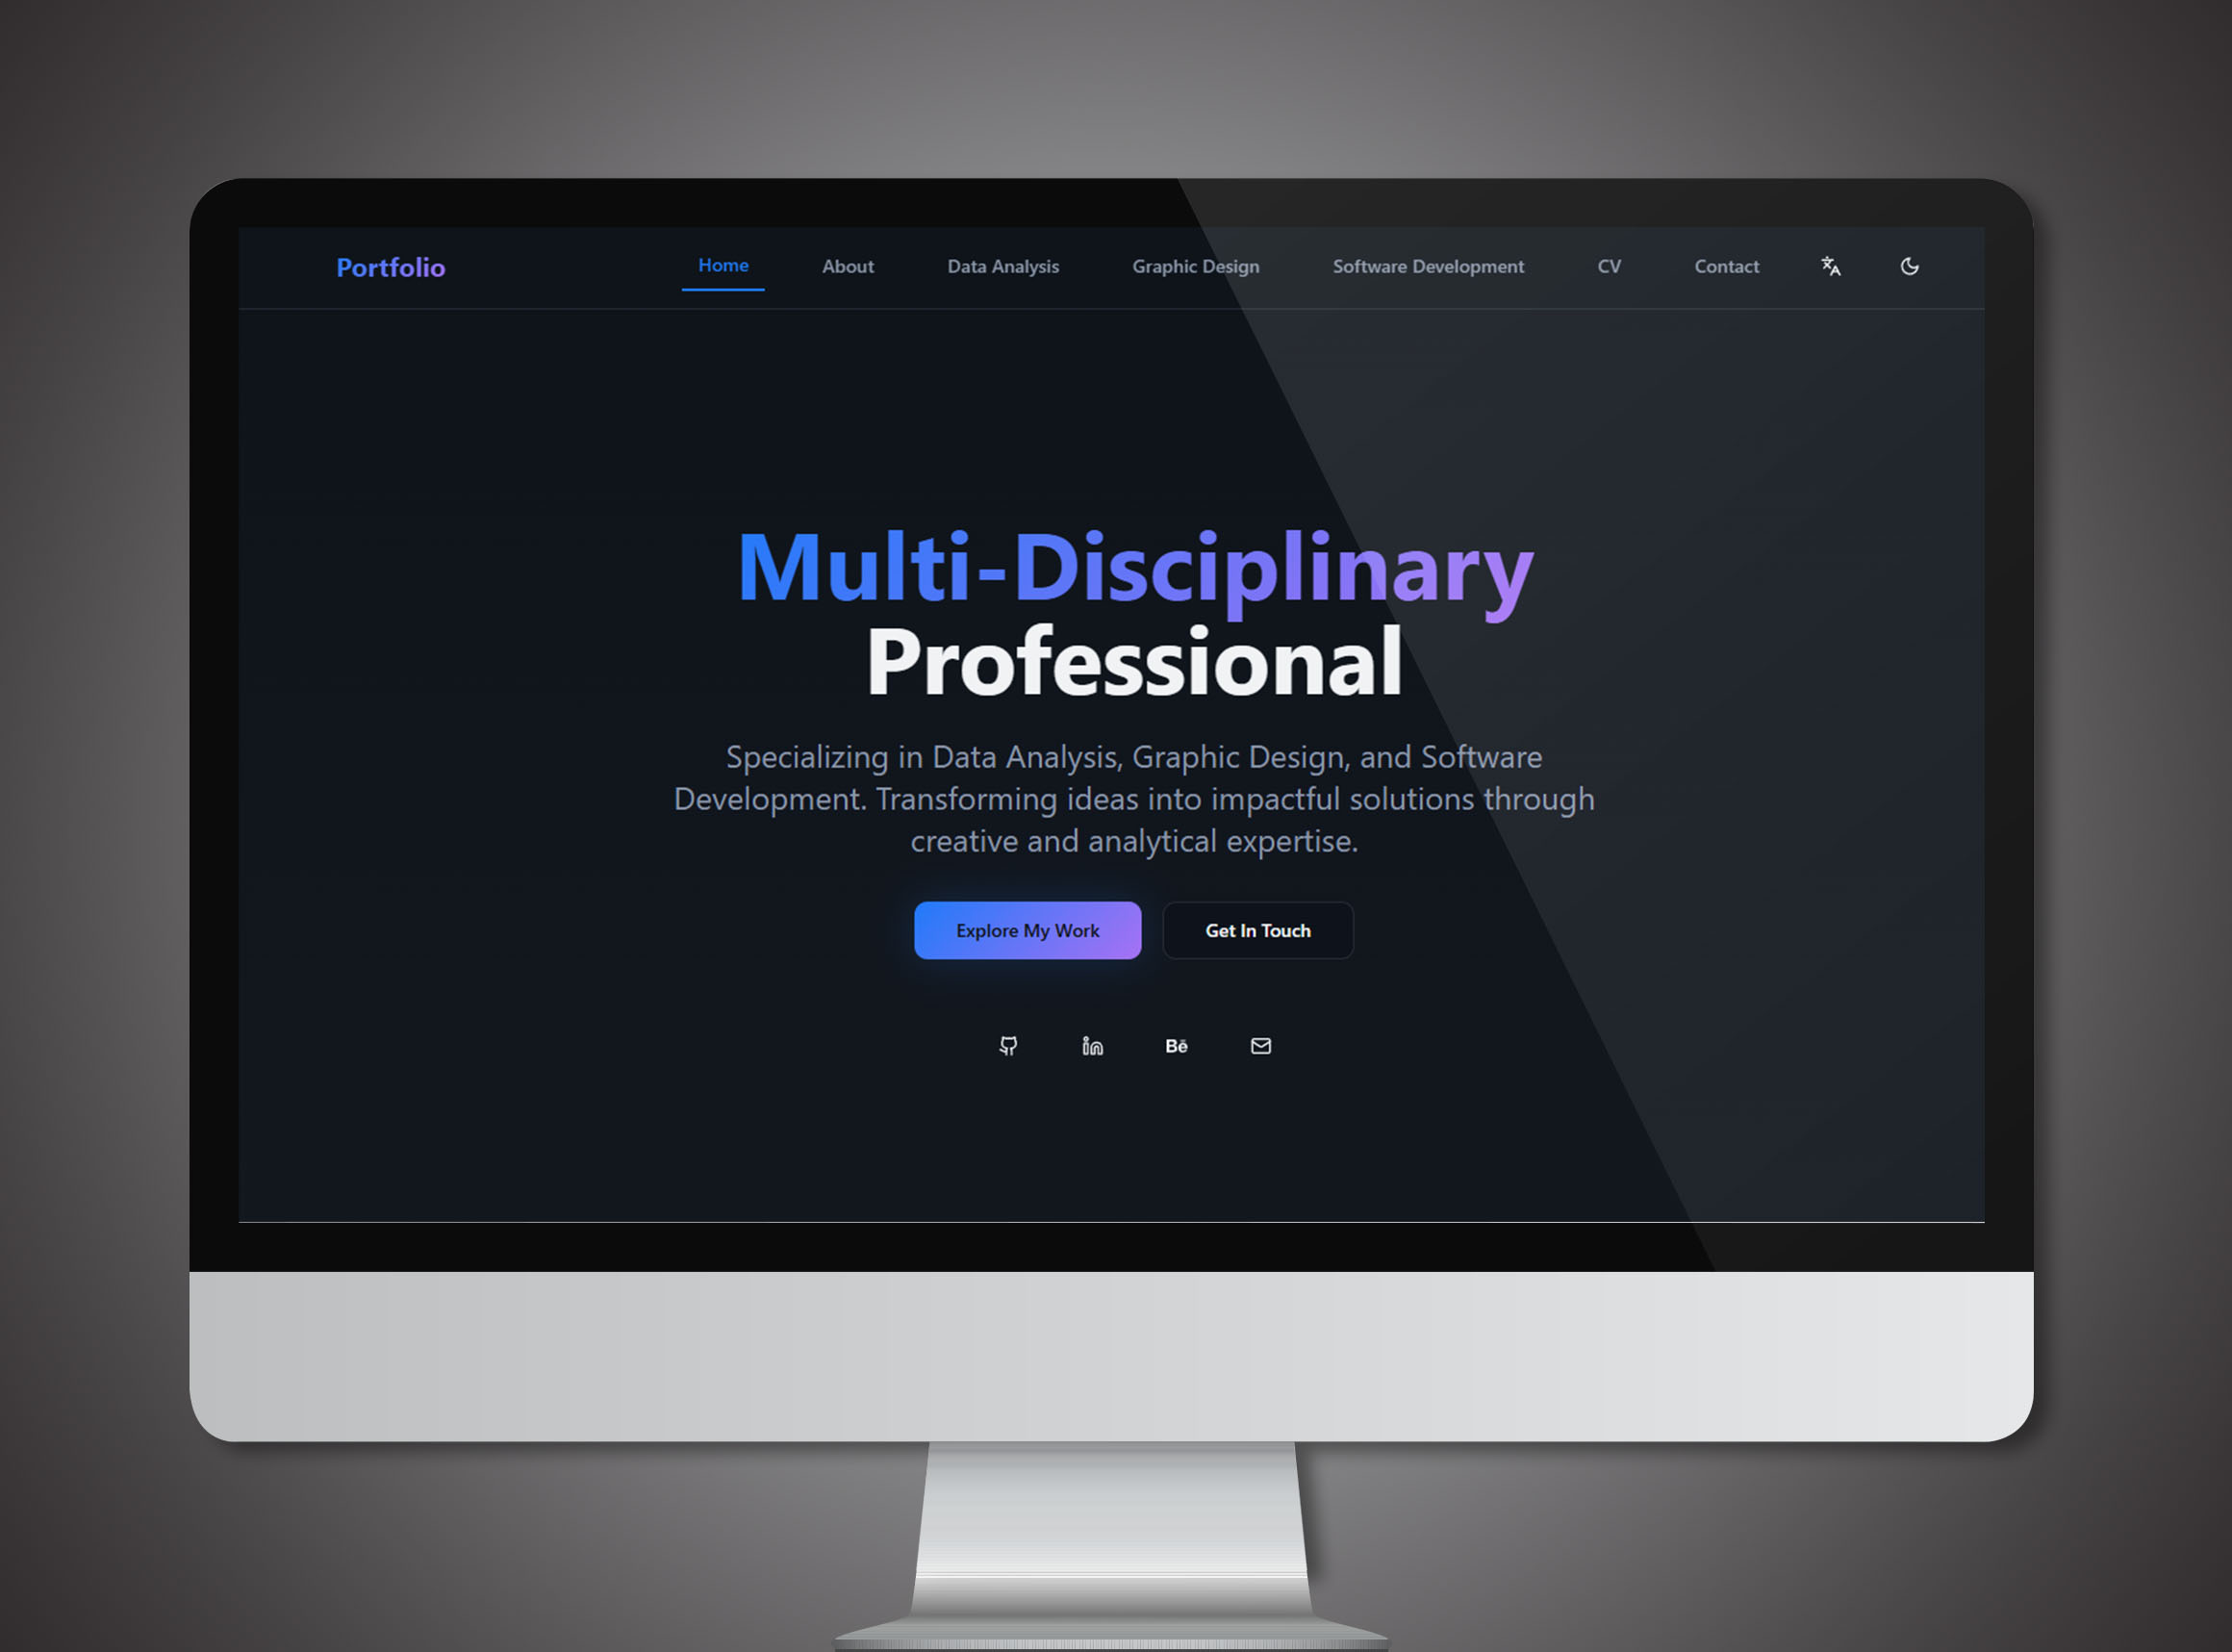 Portfolio
Home
About
Data Analysis
Graphic Design
Software Development
CV
Contact
Multi-Disciplinary
Professional
Specializing in Data Analysis, Graphic Design, and Software
Development. Transforming ideas into impactful solutions through
creative and analytical expertise.
Explore My Work
Get In Touch
in
Bē